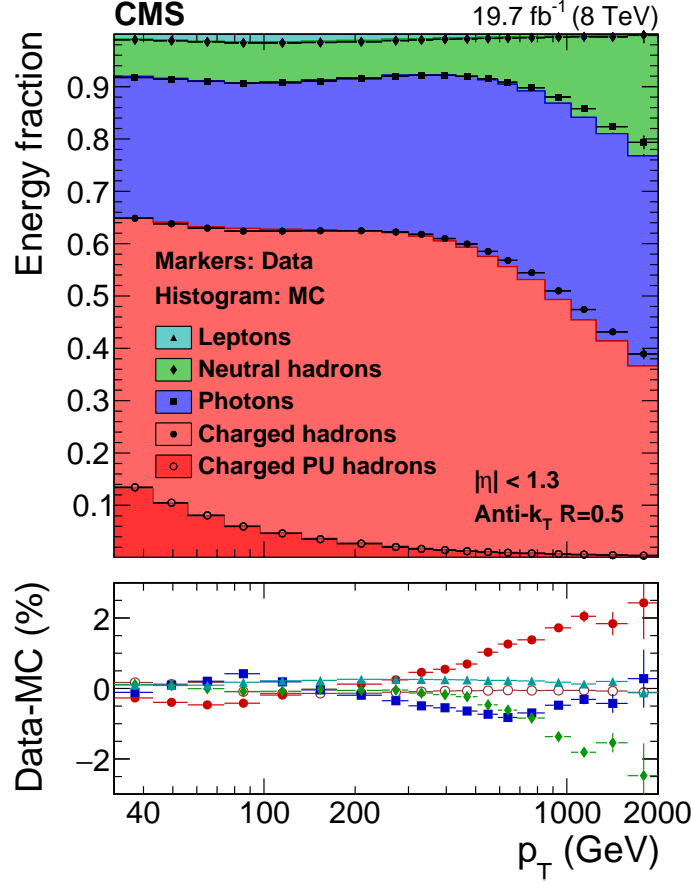 CMS
19.7 fb⁻¹ (8 TeV)
Energy fraction
0.9
0.8
0.7
0.6
0.5
0.4
0.3
0.2
0.1
Markers: Data
Histogram: MC
Leptons
Neutral hadrons
Photons
Charged hadrons
Charged PU hadrons
|η| < 1.3
Anti-k_T R=0.5
Data-MC (%)
2
0
−2
40 100 200 1000 2000
p_T (GeV)